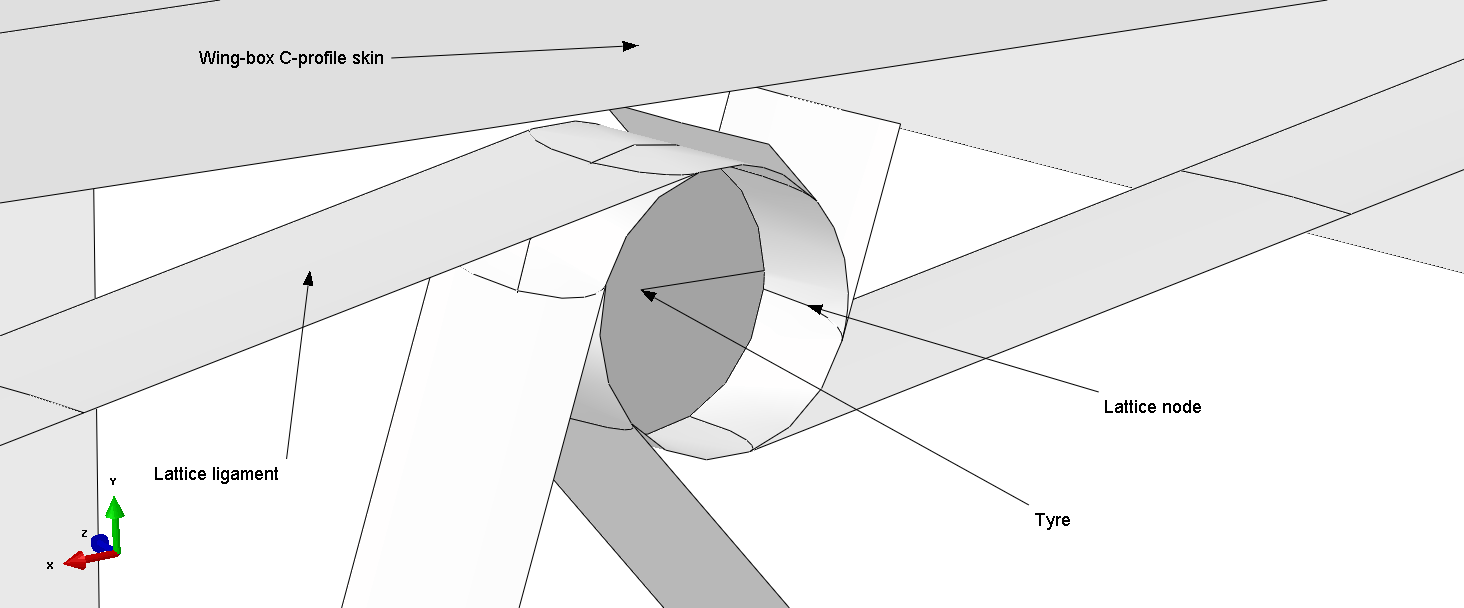 Wing-box C-profile skin
Lattice node
Lattice ligament
Y
Z
X
Tyre